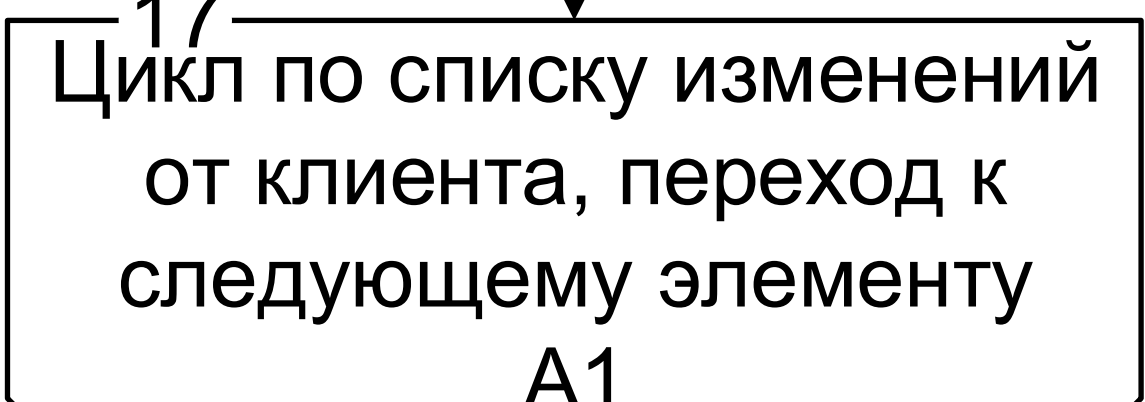 17
Цикл по списку изменений
от клиента, переход к
следующему элементу
А1